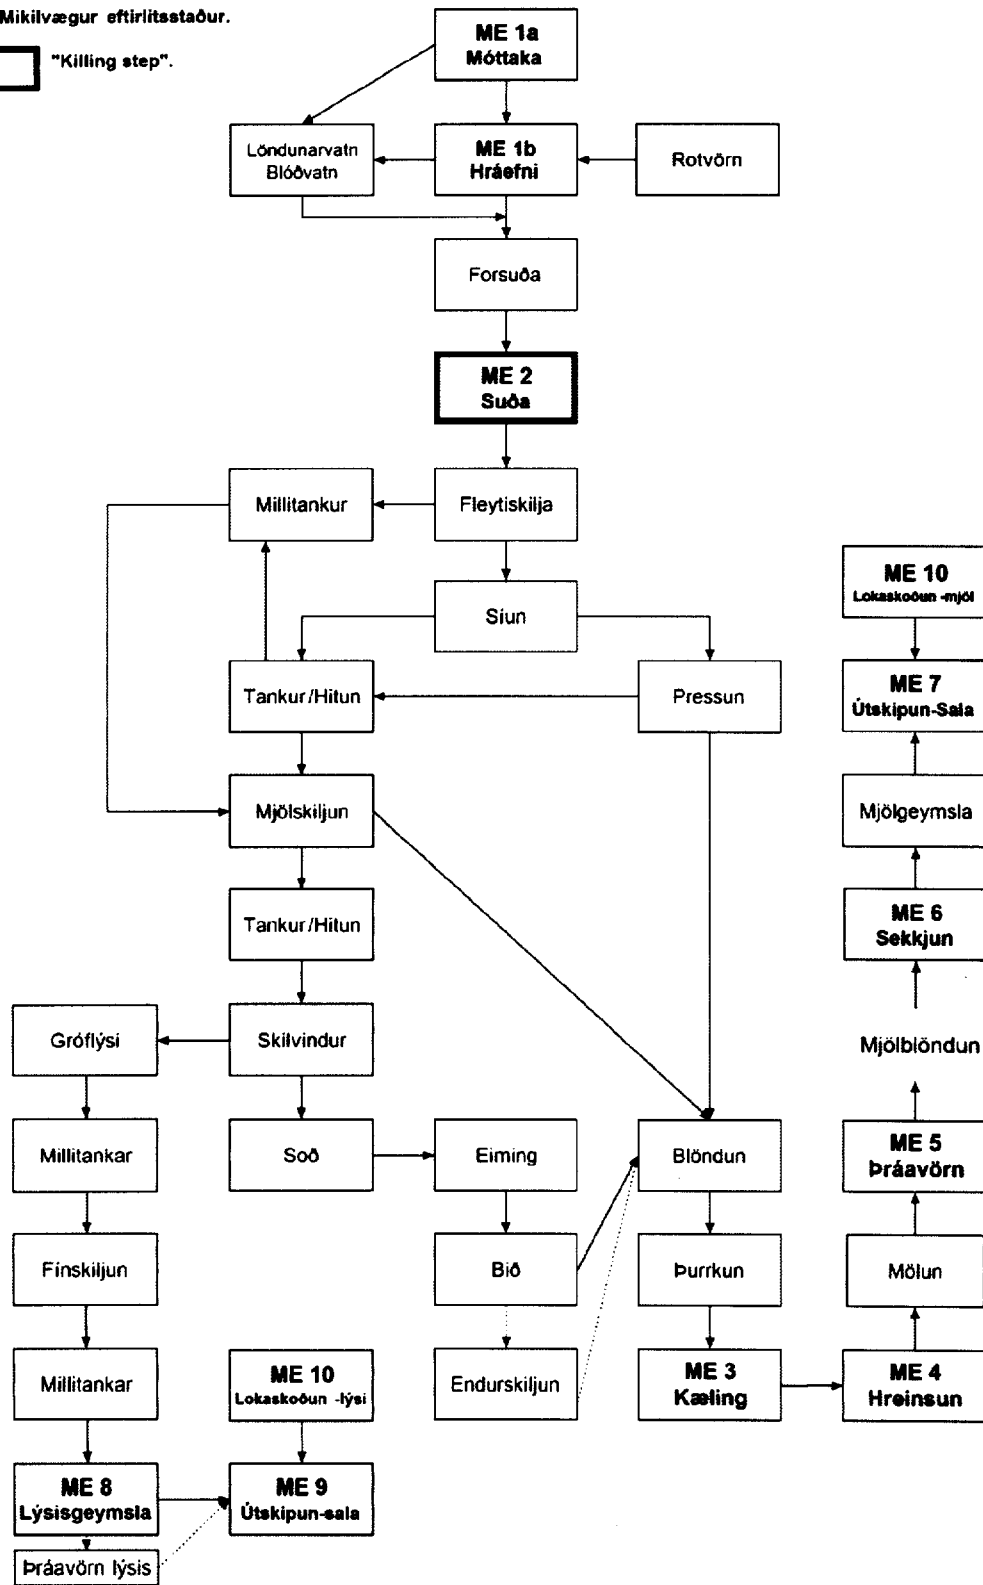 Mikilvægur eftirlitsstaður.
"Killing step".
ME 1a
Móttaka
Löndunarvatn
Blóðvatn
ME 1b
Hráefni
Rotvörn
Forsuða
ME 2
Suða
Millitankur
Fleytiskilja
ME 10
Lokaskoðun -mjöl
Síun
Tankur/Hitun
Pressun
ME 7
Útskipun-Sala
Mjölskiljun
Mjölgeymsla
Tankur/Hitun
ME 6
Sekkjun
Gróflýsi
Skilvindur
Mjölblöndun
Millitankar
Soð
Eiming
Blöndun
ME 5
Þráavörn
Fínskiljun
Bið
Þurrkun
Mölun
Millitankar
ME 10
Lokaskoðun -lýsi
Endurskiljun
ME 3
Kæling
ME 4
Hreinsun
ME 8
Lýsisgeymsla
ME 9
Útskipun-sala
Þráavörn lýsis